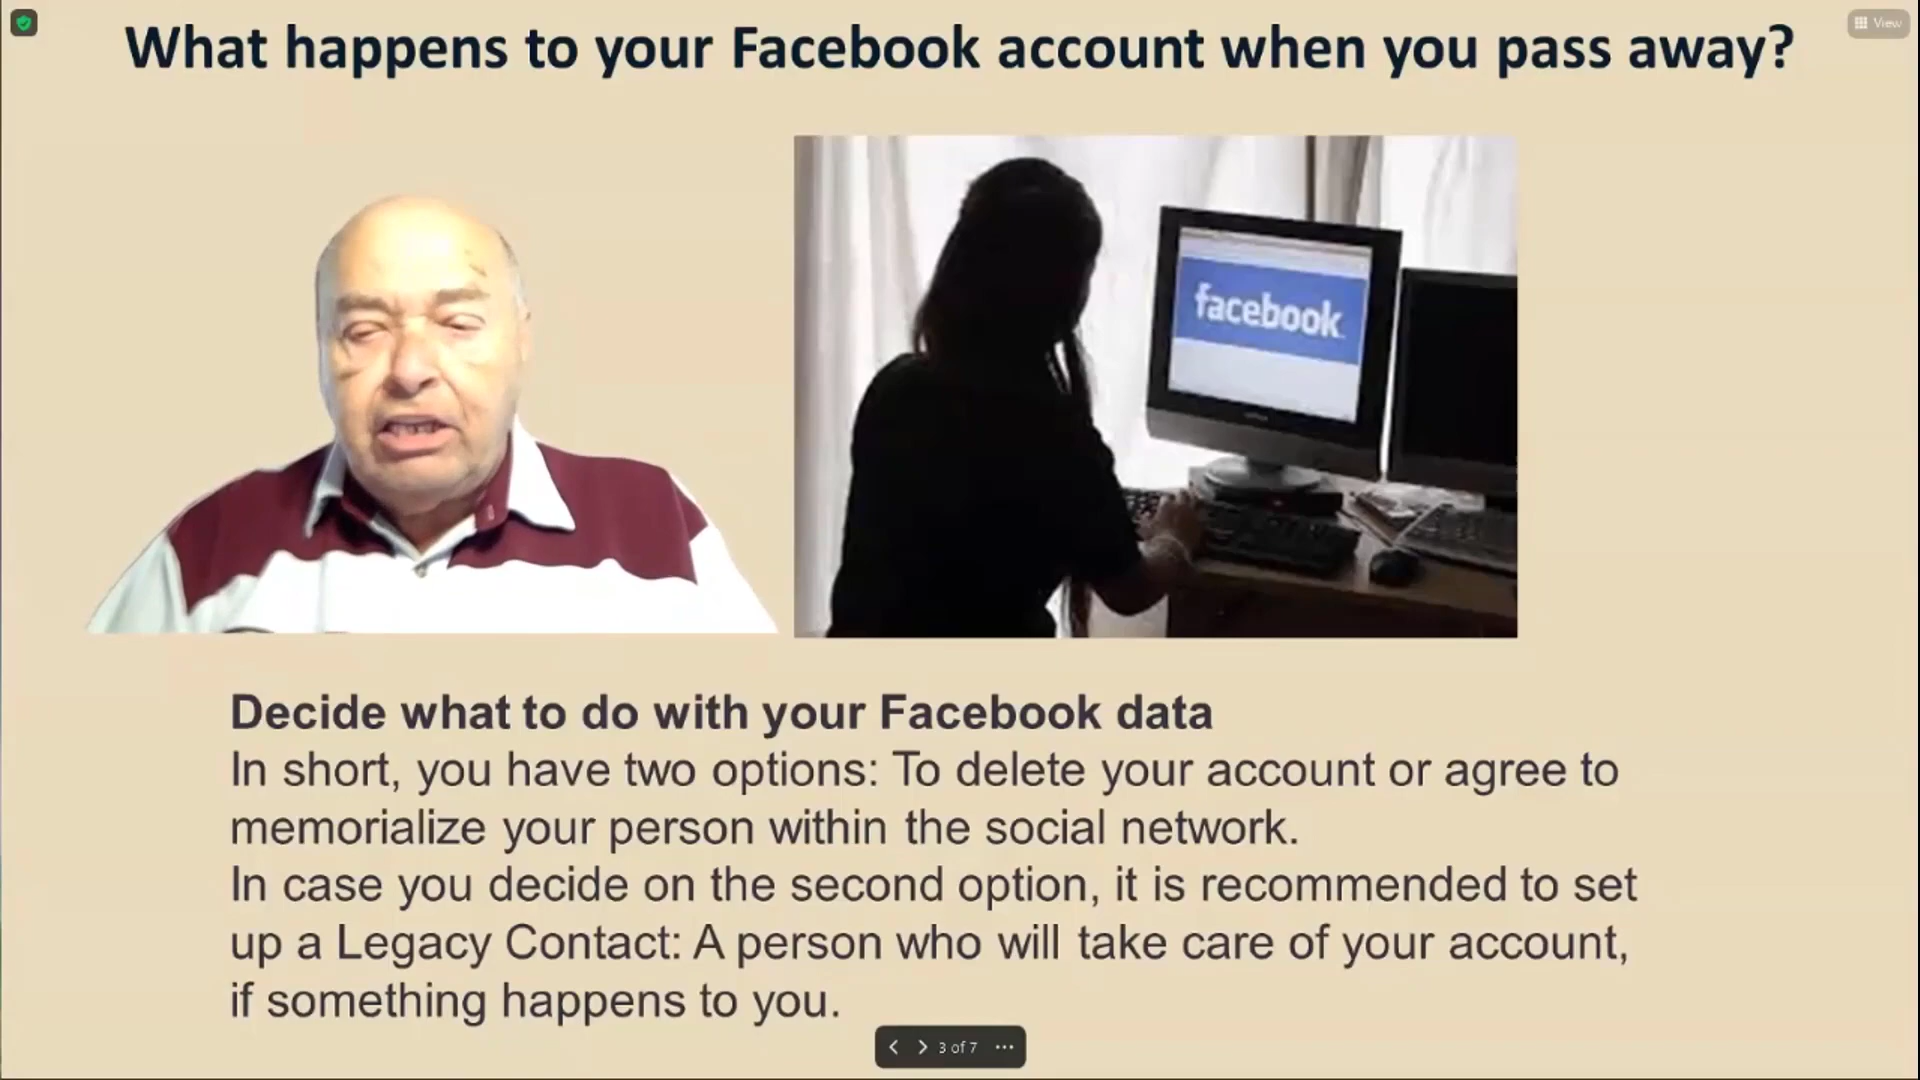 What happens to your Facebook account when you pass away?
View
facebook
Decide what to do with your Facebook data
In short, you have two options: To delete your account or agree to
memorialize your person within the social network.
In case you decide on the second option, it is recommended to set
up a Legacy Contact: A person who will take care of your account,
if something happens to you.
3 of 7